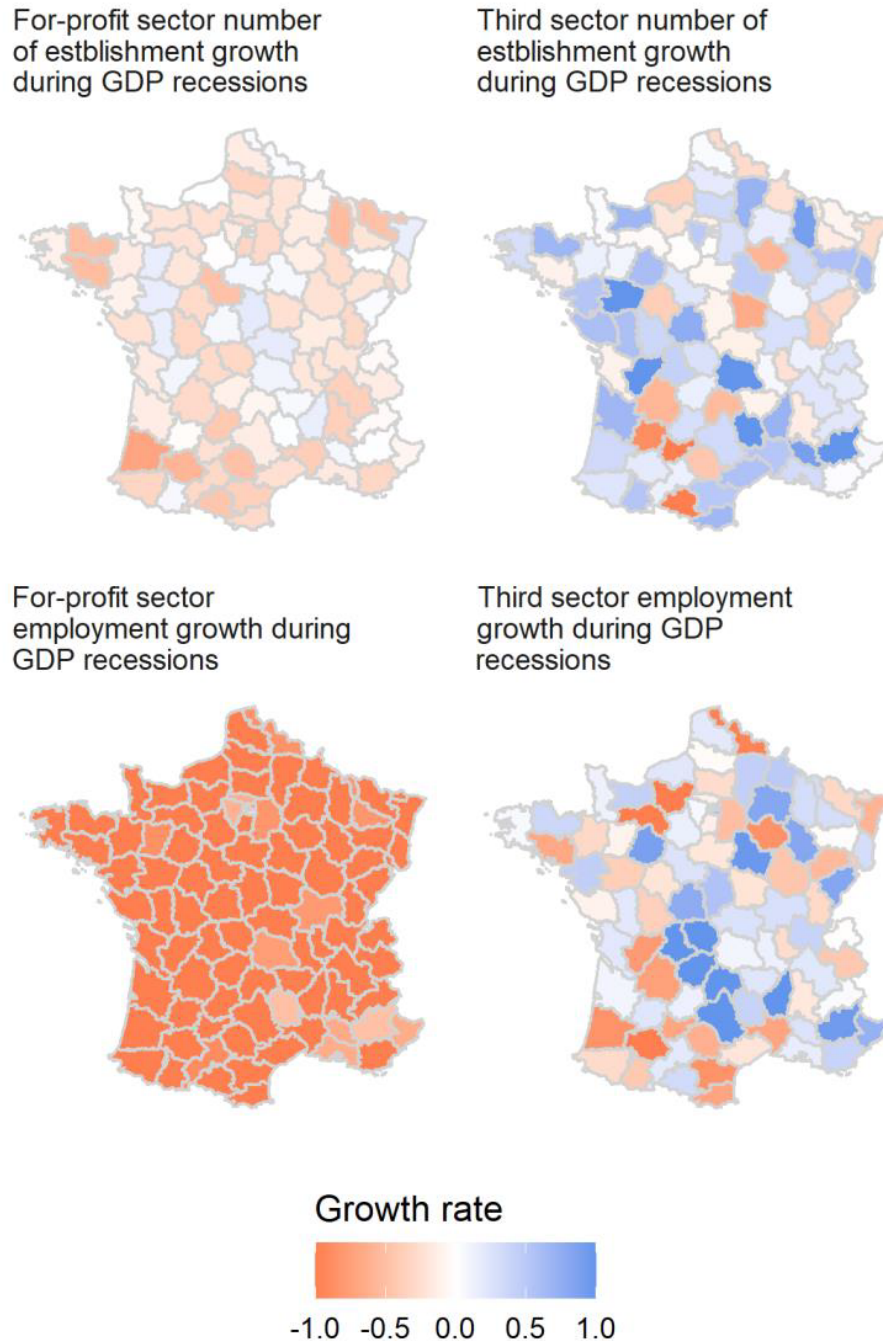 For-profit sector number
of estblishment growth
during GDP recessions
Third sector number of
estblishment growth
during GDP recessions
For-profit sector
employment growth during
GDP recessions
Third sector employment
growth during GDP
recessions
Growth rate
-1.0 -0.5 0.0 0.5 1.0